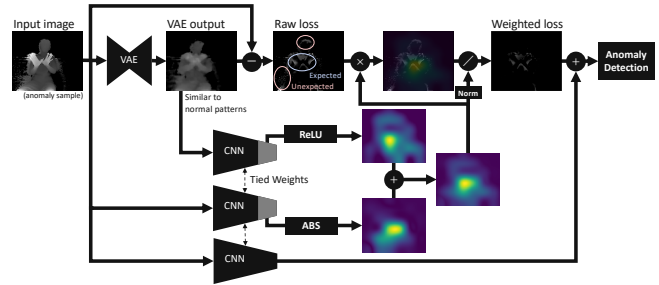 Input image
VAE output
Raw loss
Weighted loss
VAE
Expected
Unexpected
Anomaly
Detection
(anomaly sample)
Similar to
normal patterns
Norm
CNN
ReLU
Tied Weights
CNN
ABS
CNN